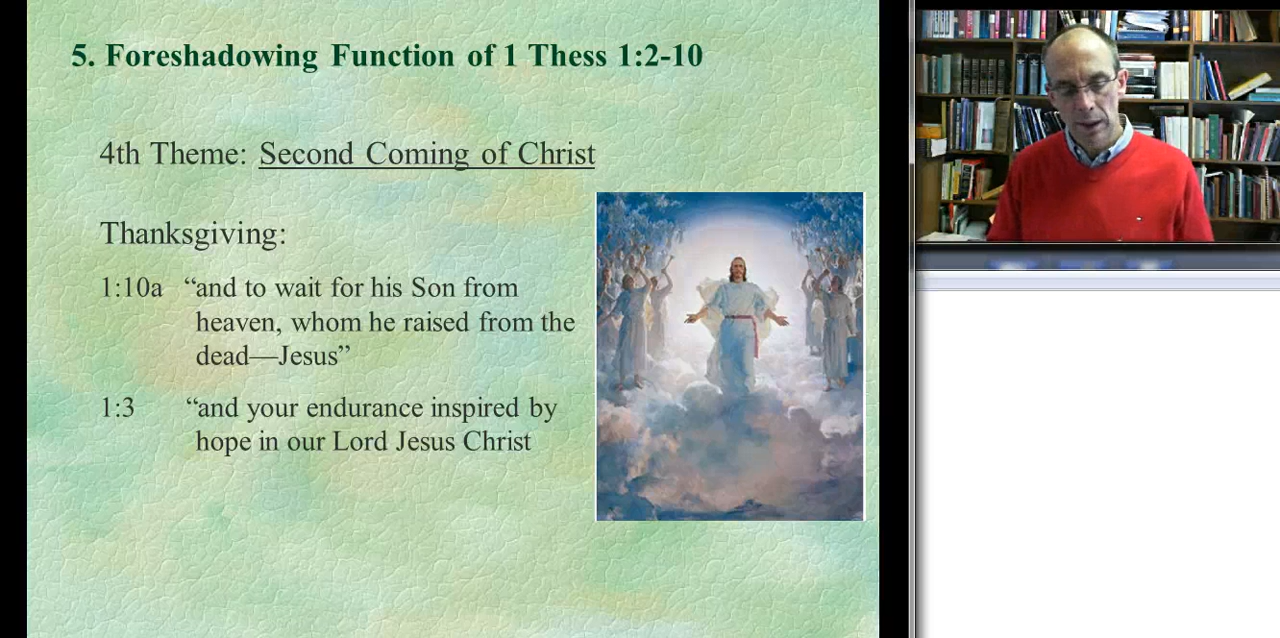 5. Foreshadowing Function of 1 Thess 1:2-10
4th Theme: Second Coming of Christ
Thanksgiving:
1:10a “and to wait for his Son from
heaven, whom he raised from the
dead—Jesus”
1:3 “and your endurance inspired by
hope in our Lord Jesus Christ